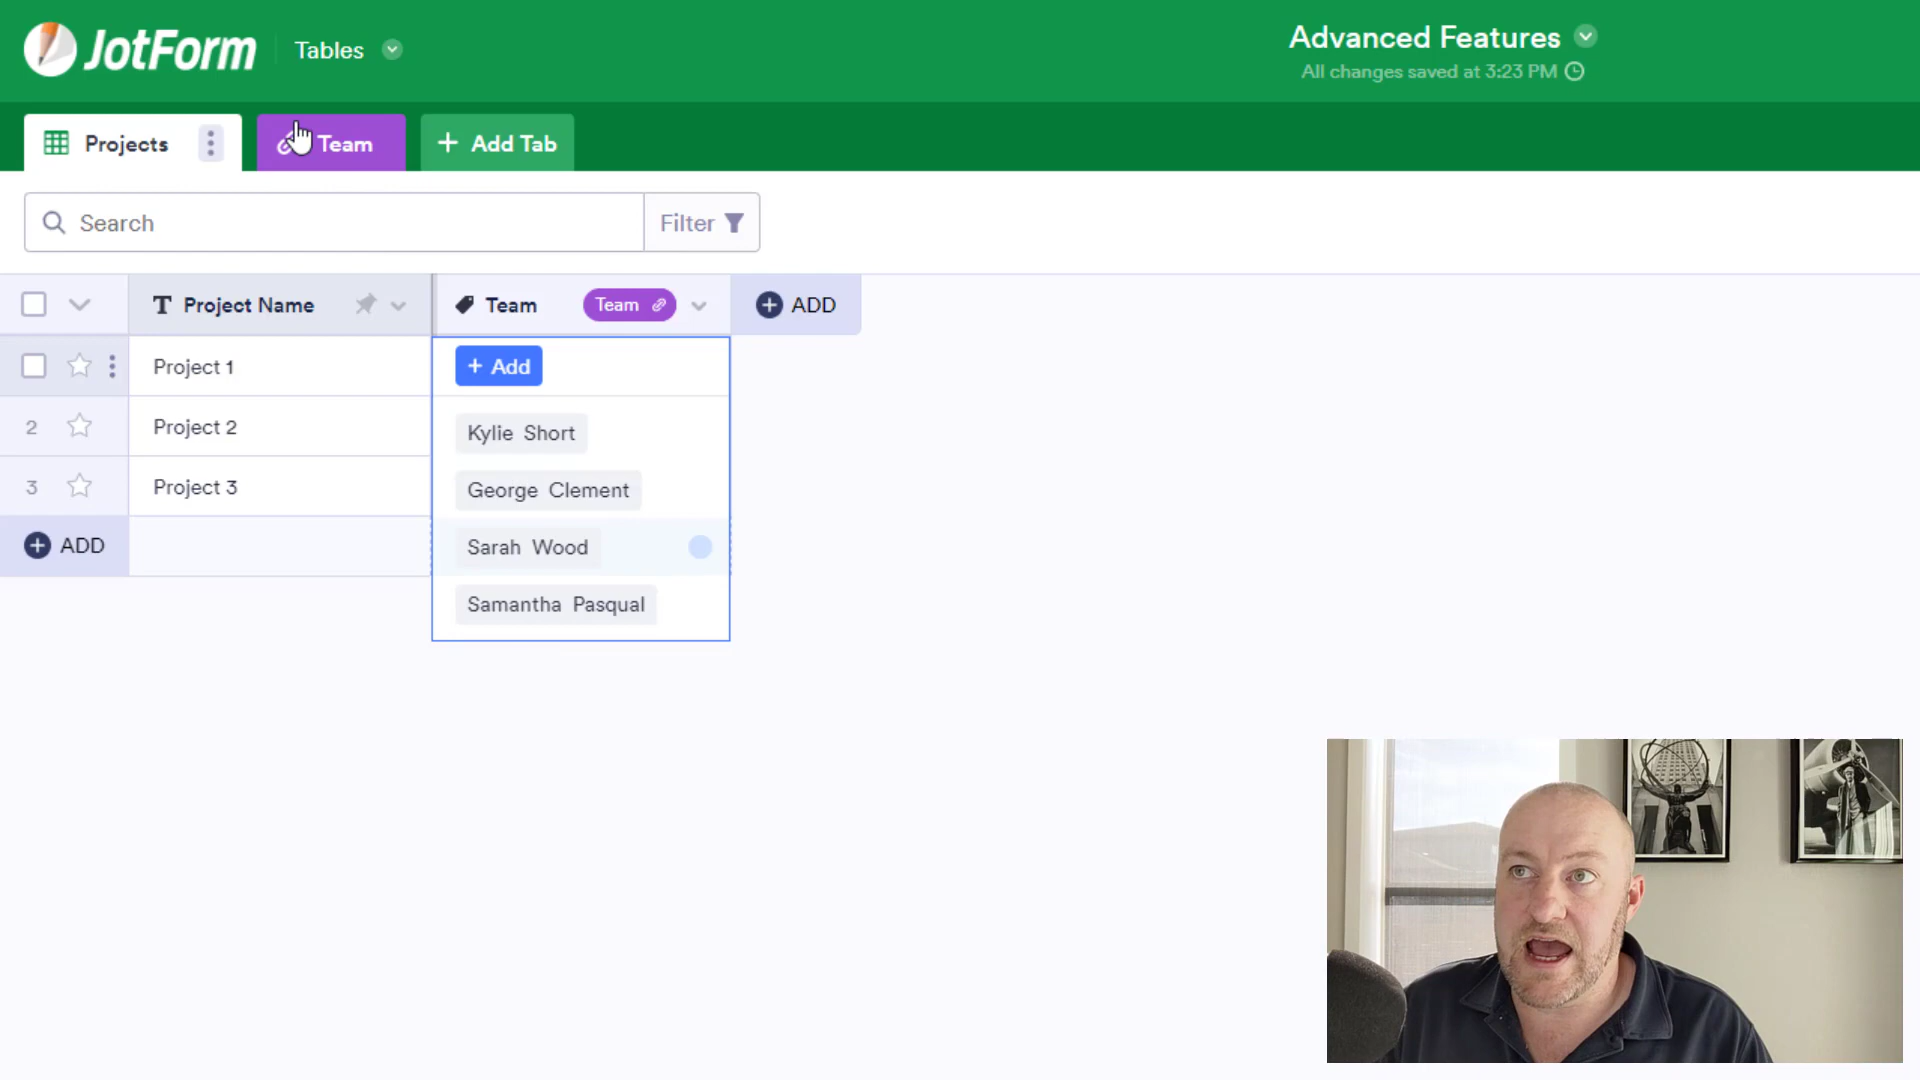 JotForm
Tables
Advanced Features
All changes saved at 3:23 PM
Projects
Team
+ Add Tab
Search
Filter
Project Name
Team
Team
ADD
Project 1
+ Add
2
Project 2
Kylie Short
3
Project 3
George Clement
ADD
Sarah Wood
Samantha Pasqual